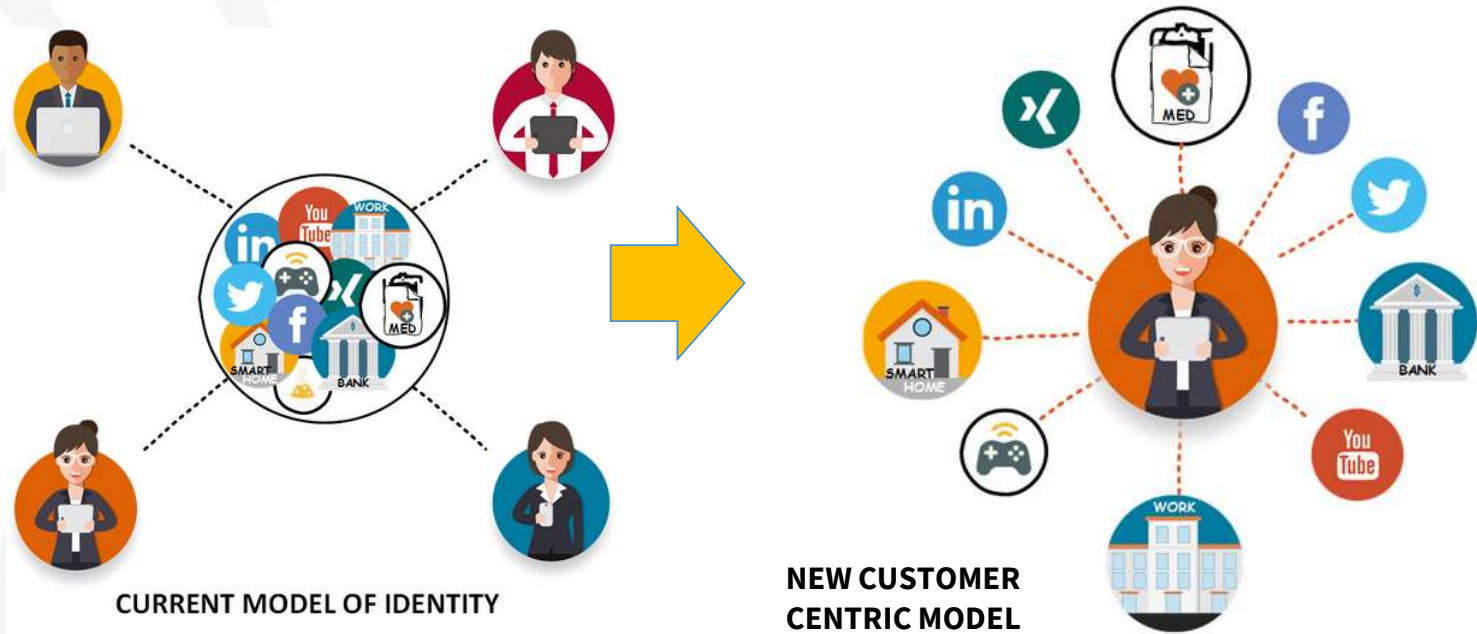 You
Tube
WORK
in
f
MED
SMART
HOME
BANK
CURRENT MODEL OF IDENTITY
MED
f
in
SMART
HOME
$
BANK
You
Tube
WORK
NEW CUSTOMER
CENTRIC MODEL